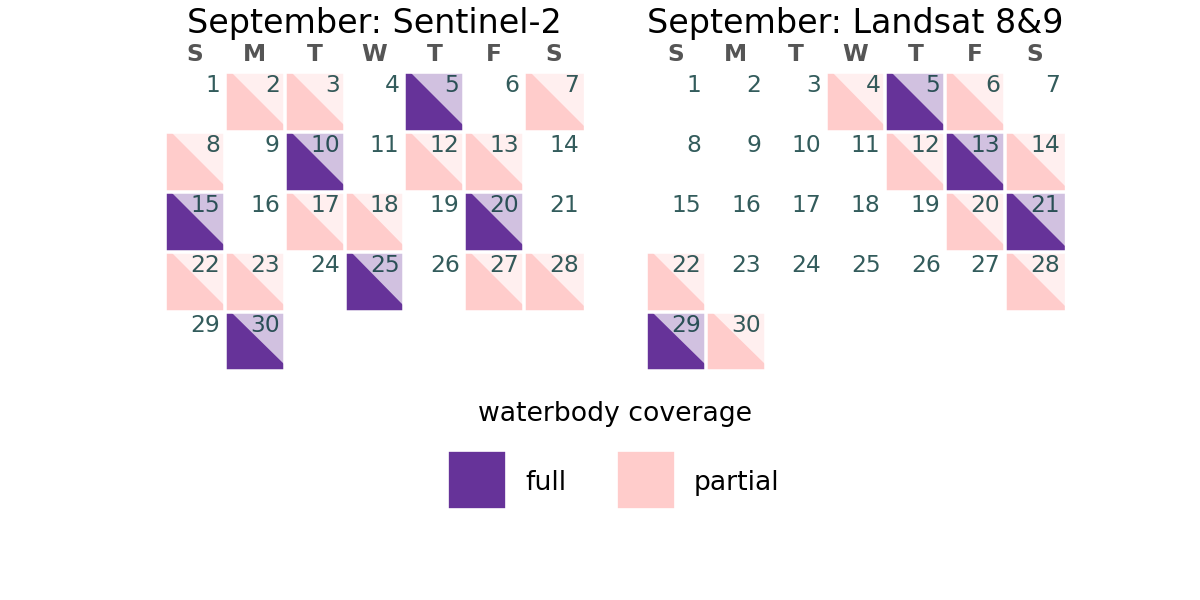 September: Sentinel-2
S M T W T F S
1 2 3 4 5 6 7
8 9 10 11 12 13 14
15 16 17 18 19 20 21
22 23 24 25 26 27 28
29 30
September: Landsat 8&9
S M T W T F S
1 2 3 4 5 6 7
8 9 10 11 12 13 14
15 16 17 18 19 20 21
22 23 24 25 26 27 28
29 30
waterbody coverage
full partial